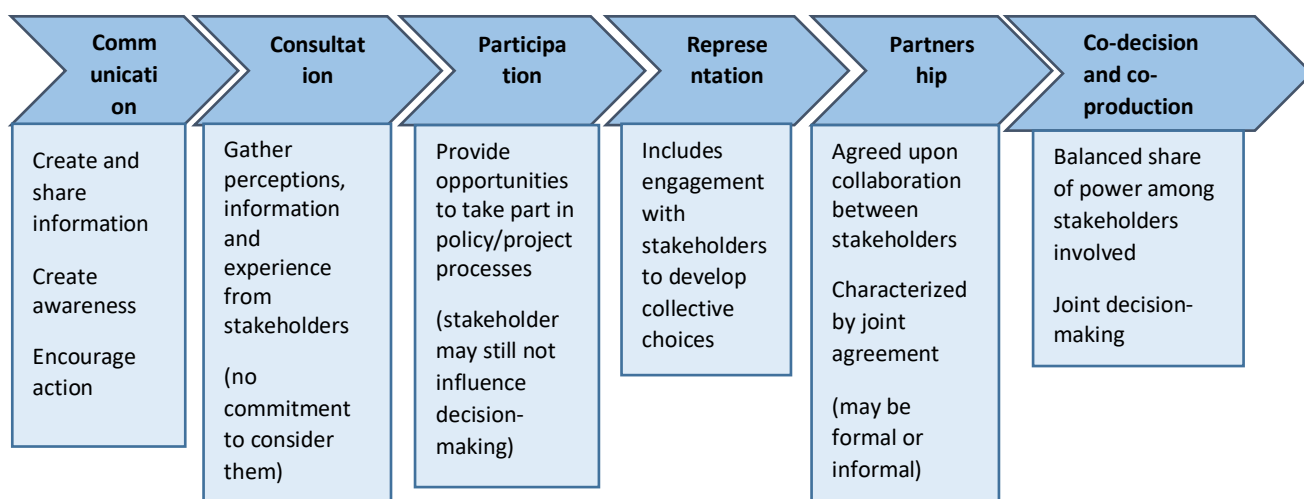 Comm
unicati
on
Create and
share
information
Create
awareness
Encourage
action
Consultat
ion
Gather
perceptions,
information
and
experience
from
stakeholders
(no
commitment
to consider
them)
Participa
tion
Provide
opportunities
to take part in
policy/project
processes
(stakeholder
may still not
influence
decision-
making)
Represe
ntation
Includes
engagement
with
stakeholders
to develop
collective
choices
Partners
hip
Agreed upon
collaboration
between
stakeholders
Characterized
by joint
agreement
(may be
formal or
informal)
Co-decision
and co-
production
Balanced share
of power among
stakeholders
involved
Joint decision-
making